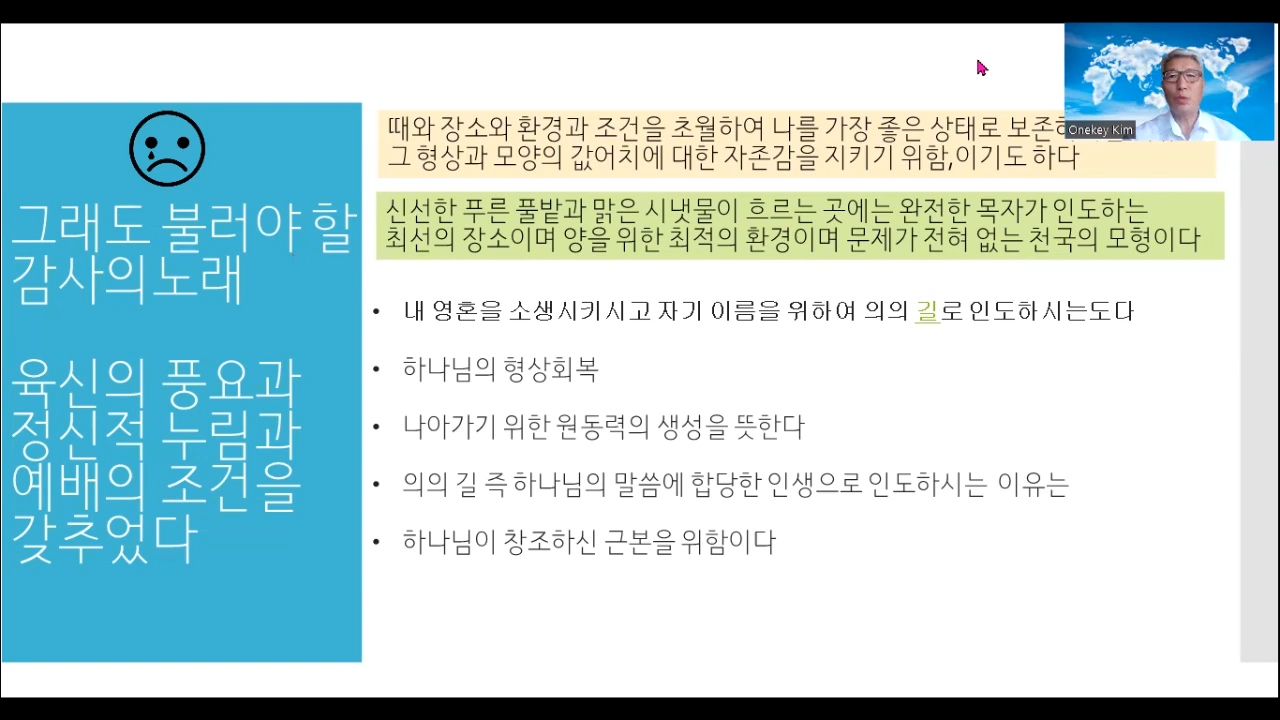 그래도 불러야 할
감사의 노래
육신의 풍요과
정신적 누림과
예배의 조건을
갖추었다
때와 장소와 환경과 조건을 초월하여 나를 가장 좋은 상태로
그 형상과 모양의 값어치에 대한 자존감을 지키기 위함,이기도 하다
신선한 푸른 풀밭과 맑은 시냇물이 흐르는 곳에는 완전한 목자가 인도하는
최선의 장소이며 양을 위한 최적의 환경이며 문제가 전혀 없는 천국의 모형이다
• 내 영혼을 소생시키시고 자기 이름을 위하여 의의 길로 인도하시는도다
• 하나님의 형상회복
• 나아가기 위한 원동력의 생성을 뜻한다
• 의의 길 즉 하나님의 말씀에 합당한 인생으로 인도하시는 이유는
• 하나님이 창조하신 근본을 위함이다
Onekey Kim